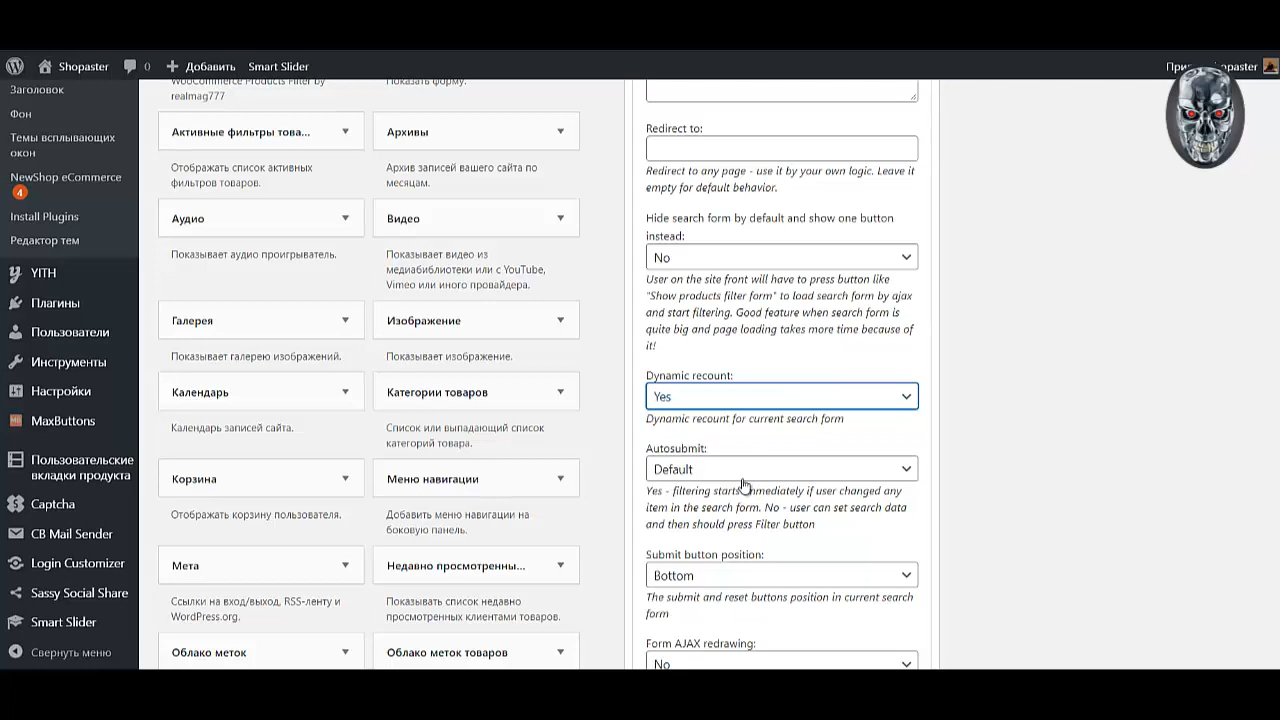 Shopaster
0
Добавить
Smart Slider
Заголовок
Фон
Темы всплывающих
окон
NewShop eCommerce
4
Install Plugins
Редактор тем
YITH
Плагины
Пользователи
Инструменты
Настройки
MaxButtons
Пользовательские
вкладки продукта
Captcha
CB Mail Sender
Login Customizer
Sassy Social Share
Smart Slider
Свернуть меню
WooCommerce Products Filter by
realmag777
Активные фильтры това...
Отображать список активных
фильтров товаров.
Аудио
Показывает аудио проигрыватель.
Галерея
Показывает галерею изображений.
Календарь
Календарь записей сайта.
Корзина
Отображать корзину пользователя.
Мета
Ссылки на вход/выход, RSS-ленту и
WordPress.org.
Облако меток
Показать форму.
Архивы
Архив записей вашего сайта по
месяцам.
Видео
Показывает видео из
медиабиблиотеки или с YouTube,
Vimeo или иного провайдера.
Изображение
Показывает изображение.
Категории товаров
Список или выпадающий список
категорий товара.
Меню навигации
Добавить меню навигации на
боковую панель.
Недавно просмотренны...
Показывать список недавно
просмотренных клиентами товаров.
Облако меток товаров
Redirect to:
Redirect to any page - use it by your own logic. Leave it
empty for default behavior.
Hide search form by default and show one button
instead:
No
User on the site front will have to press button like
"Show products filter form" to load search form by ajax
and start filtering. Good feature when search form is
quite big and page loading takes more time because of
it!
Dynamic recount:
Yes
Dynamic recount for current search form
Autosubmit:
Default
Yes - filtering starts immediately if user changed any
item in the search form. No - user can set search data
and then should press Filter button
Submit button position:
Bottom
The submit and reset buttons position in current search
form
Form AJAX redrawing:
No